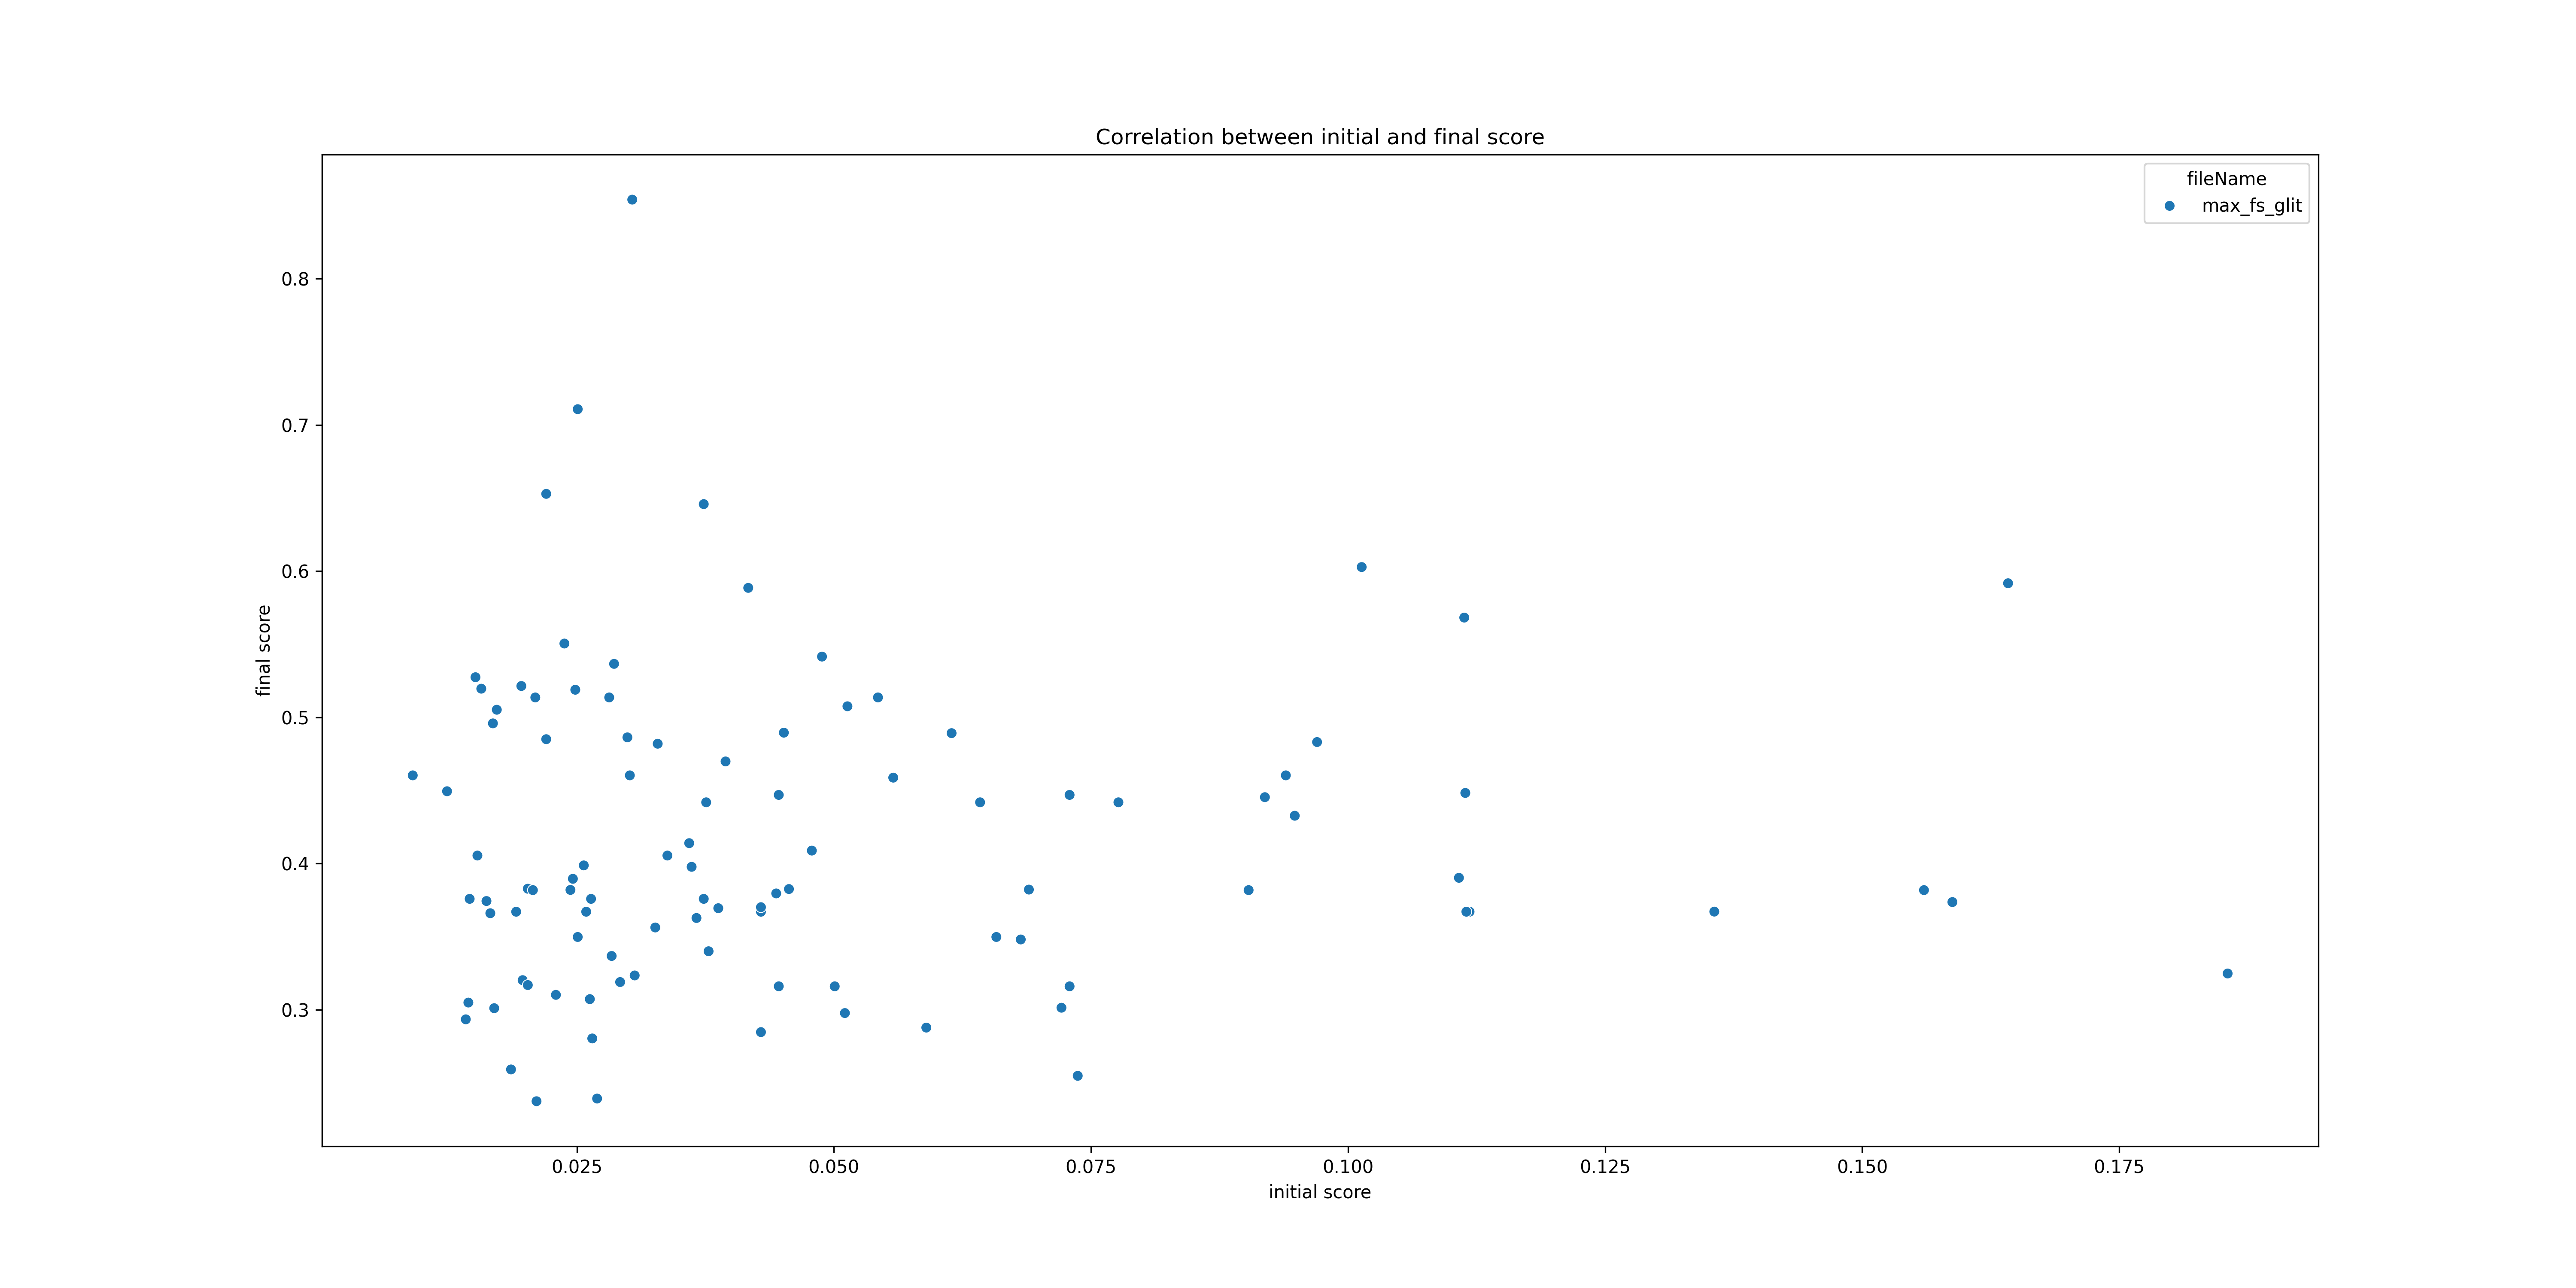 Correlation between initial and final score
fileName
max_fs_glit
0.8
0.7
0.6
0.5
0.4
0.3
final score
0.025 0.050 0.075 0.100 0.125 0.150 0.175
initial score